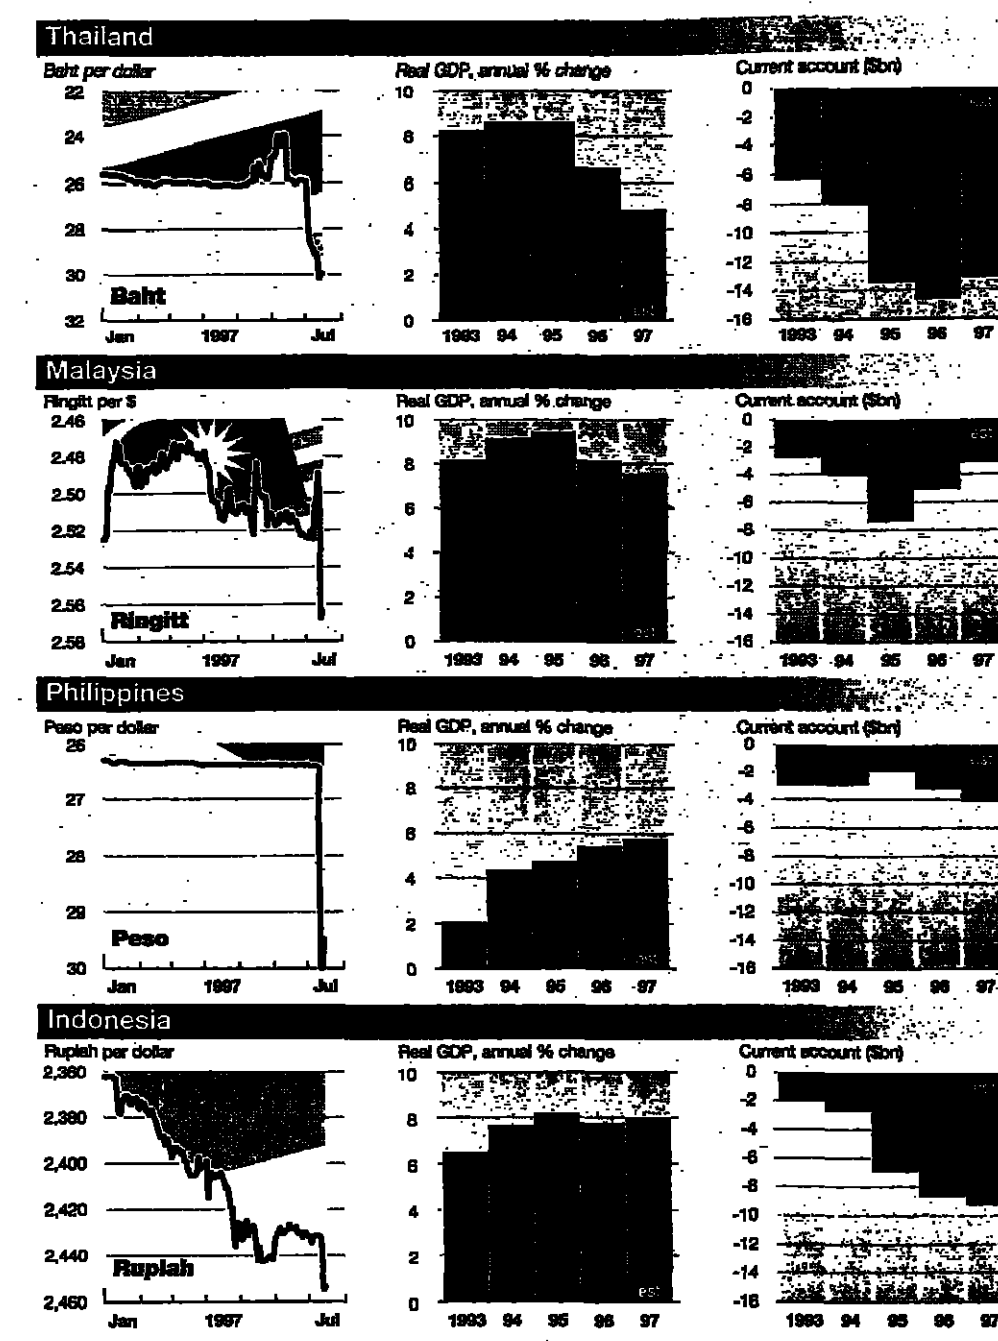 Thailand
Baht per dollar
22
24
26
28
30
32
Baht
Jan 1997 Jul
Real GDP, annual % change
10
8
6
4
2
0
est
1993 94 95 96 97
Current account ($bn)
0
-2
-4
-6
-8
-10
-12
-14
-16
est
1993 94 95 96 97
Malaysia
Ringitt per $
2.46
2.48
2.50
2.52
2.54
2.56
2.58
Ringitt
Jan 1997 Jul
Real GDP, annual % change
10
8
6
4
2
0
est
1993 94 95 96 97
Current account ($bn)
0
-2
-4
-6
-8
-10
-12
-14
-16
est
1993 94 95 96 97
Philippines
Peso per dollar
26
27
28
29
30
Peso
Jan 1997 Jul
Real GDP, annual % change
10
8
6
4
2
0
est
1993 94 95 96 97
Current account ($bn)
0
-2
-4
-6
-8
-10
-12
-14
-16
est
1993 94 95 96 97
Indonesia
Rupiah per dollar
2,360
2,380
2,400
2,420
2,440
2,460
Rupiah
Jan 1997 Jul
Real GDP, annual % change
10
8
6
4
2
0
est
1993 94 95 96 97
Current account ($bn)
0
-2
-4
-6
-8
-10
-12
-14
-16
est
1993 94 95 96 97